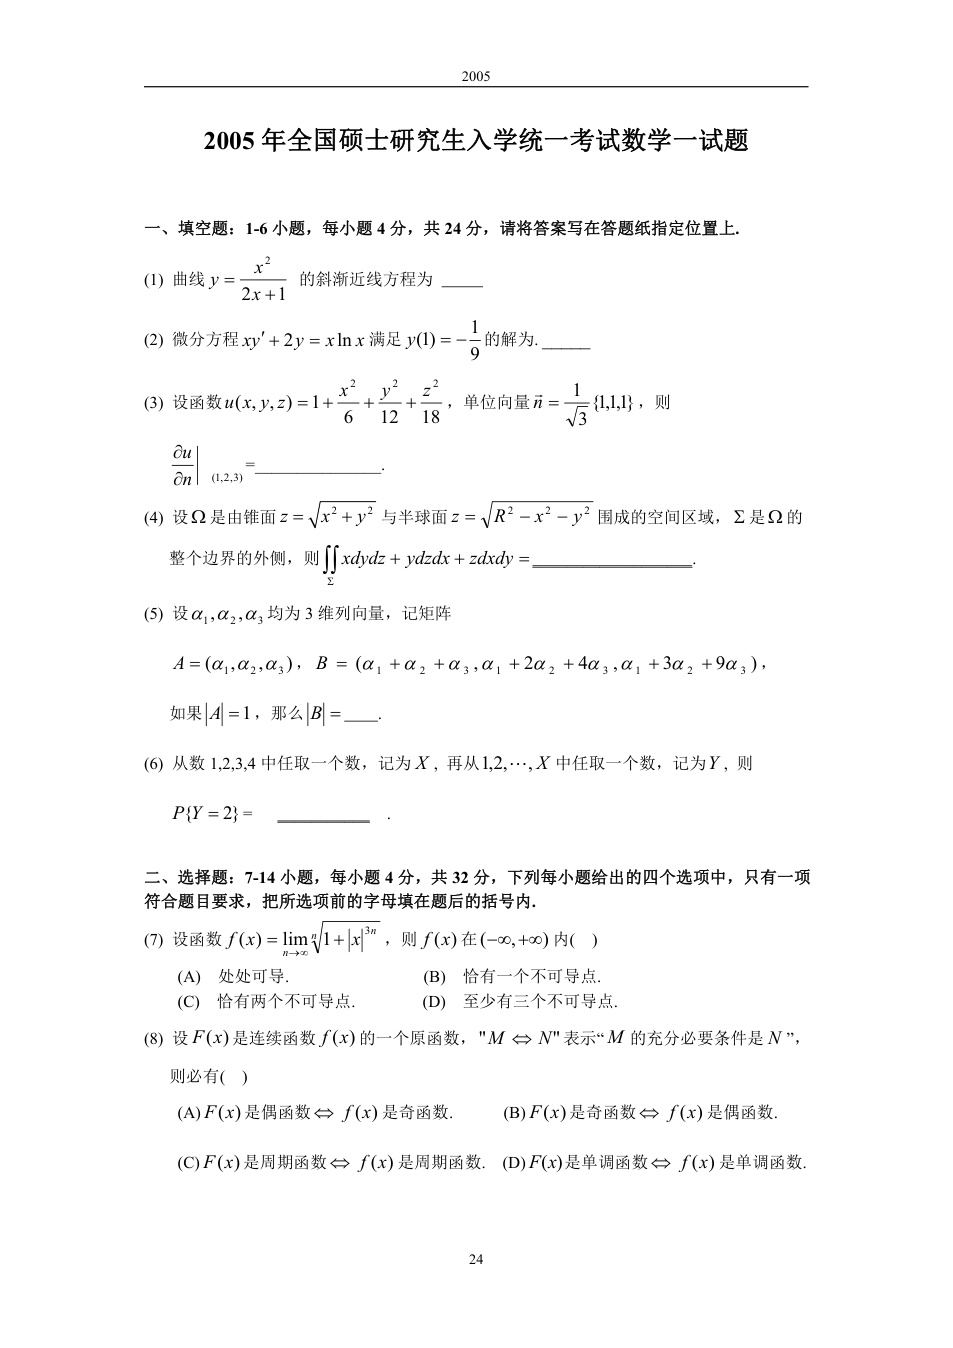 2005
2005 年全国硕士研究生入学统一考试数学一试题
一、填空题：1-6 小题，每小题 4 分，共 24 分，请将答案写在答题纸指定位置上.
(1) 曲线 y = x² / (2x + 1) 的斜渐近线方程为 _____
(2) 微分方程 xy′ + 2y = x ln x 满足 y(1) = −1/9 的解为. ______
(3) 设函数 u(x, y, z) = 1 + x²/6 + y²/12 + z²/18 ，单位向量 n⃗ = 1/√3 {1,1,1} ，则
∂u/∂n |(1,2,3) =________________.
(4) 设 Ω 是由锥面 z = √(x² + y²) 与半球面 z = √(R² − x² − y²) 围成的空间区域，Σ 是 Ω 的
整个边界的外侧，则 ∬Σ xdydz + ydzdx + zdxdy = ____________________.
(5) 设 α₁, α₂, α₃ 均为 3 维列向量，记矩阵
A = (α₁, α₂, α₃)，B = (α₁ + α₂ + α₃, α₁ + 2α₂ + 4α₃, α₁ + 3α₂ + 9α₃)，
如果 |A| = 1，那么 |B| = ____.
(6) 从数 1,2,3,4 中任取一个数，记为 X , 再从 1,2, ⋯, X 中任取一个数，记为 Y , 则
P{Y = 2} = ____________ .
二、选择题：7-14 小题，每小题 4 分，共 32 分，下列每小题给出的四个选项中，只有一项
符合题目要求，把所选项前的字母填在题后的括号内.
(7) 设函数 f(x) = lim n→∞ ⁿ√(1 + |x|³ⁿ) ，则 f(x) 在 (−∞, +∞) 内( )
(A) 处处可导. (B) 恰有一个不可导点.
(C) 恰有两个不可导点. (D) 至少有三个不可导点.
(8) 设 F(x) 是连续函数 f(x) 的一个原函数，"M ⇔ N" 表示“ M 的充分必要条件是 N ”，
则必有( )
(A) F(x) 是偶函数 ⇔ f(x) 是奇函数. (B) F(x) 是奇函数 ⇔ f(x) 是偶函数.
(C) F(x) 是周期函数 ⇔ f(x) 是周期函数. (D) F(x) 是单调函数 ⇔ f(x) 是单调函数.
24